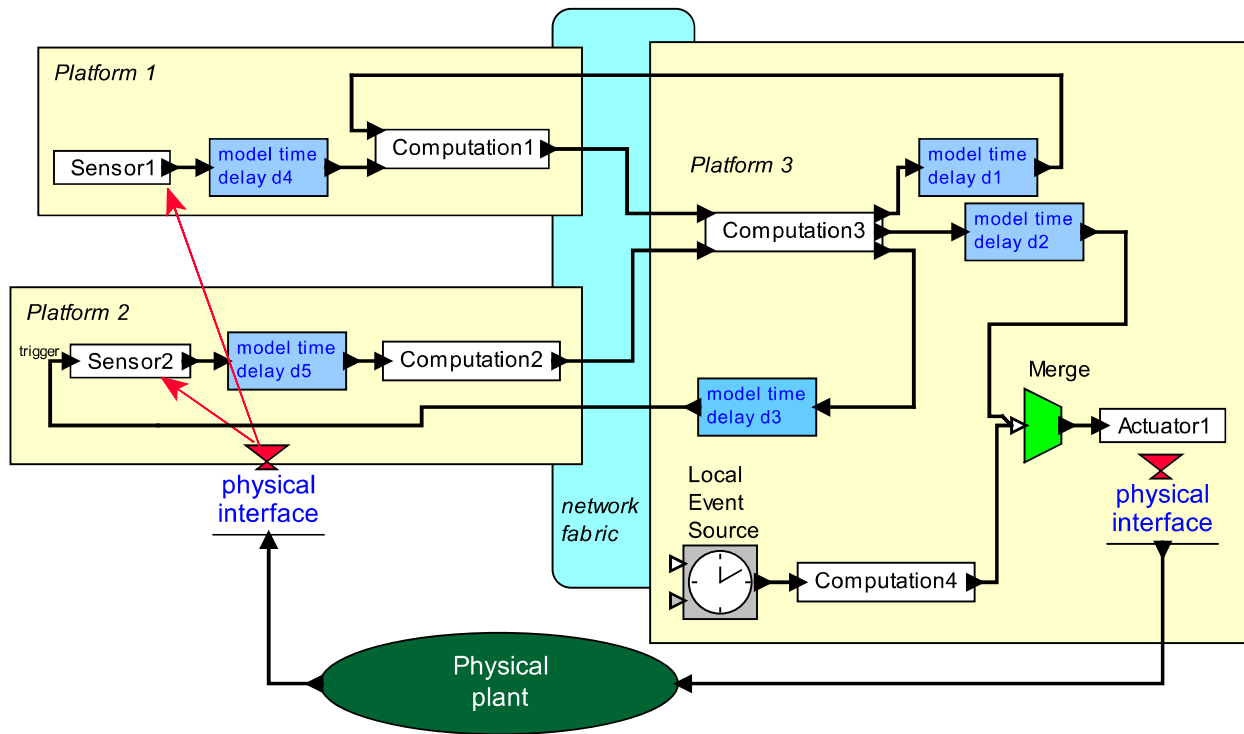 Platform 1
Sensor1
model time
delay d4
Computation1
Platform 3
model time
delay d1
Computation3
model time
delay d2
Platform 2
trigger
Sensor2
model time
delay d5
Computation2
model time
delay d3
Merge
Actuator1
physical
interface
network
fabric
Local
Event
Source
physical
interface
Computation4
Physical
plant